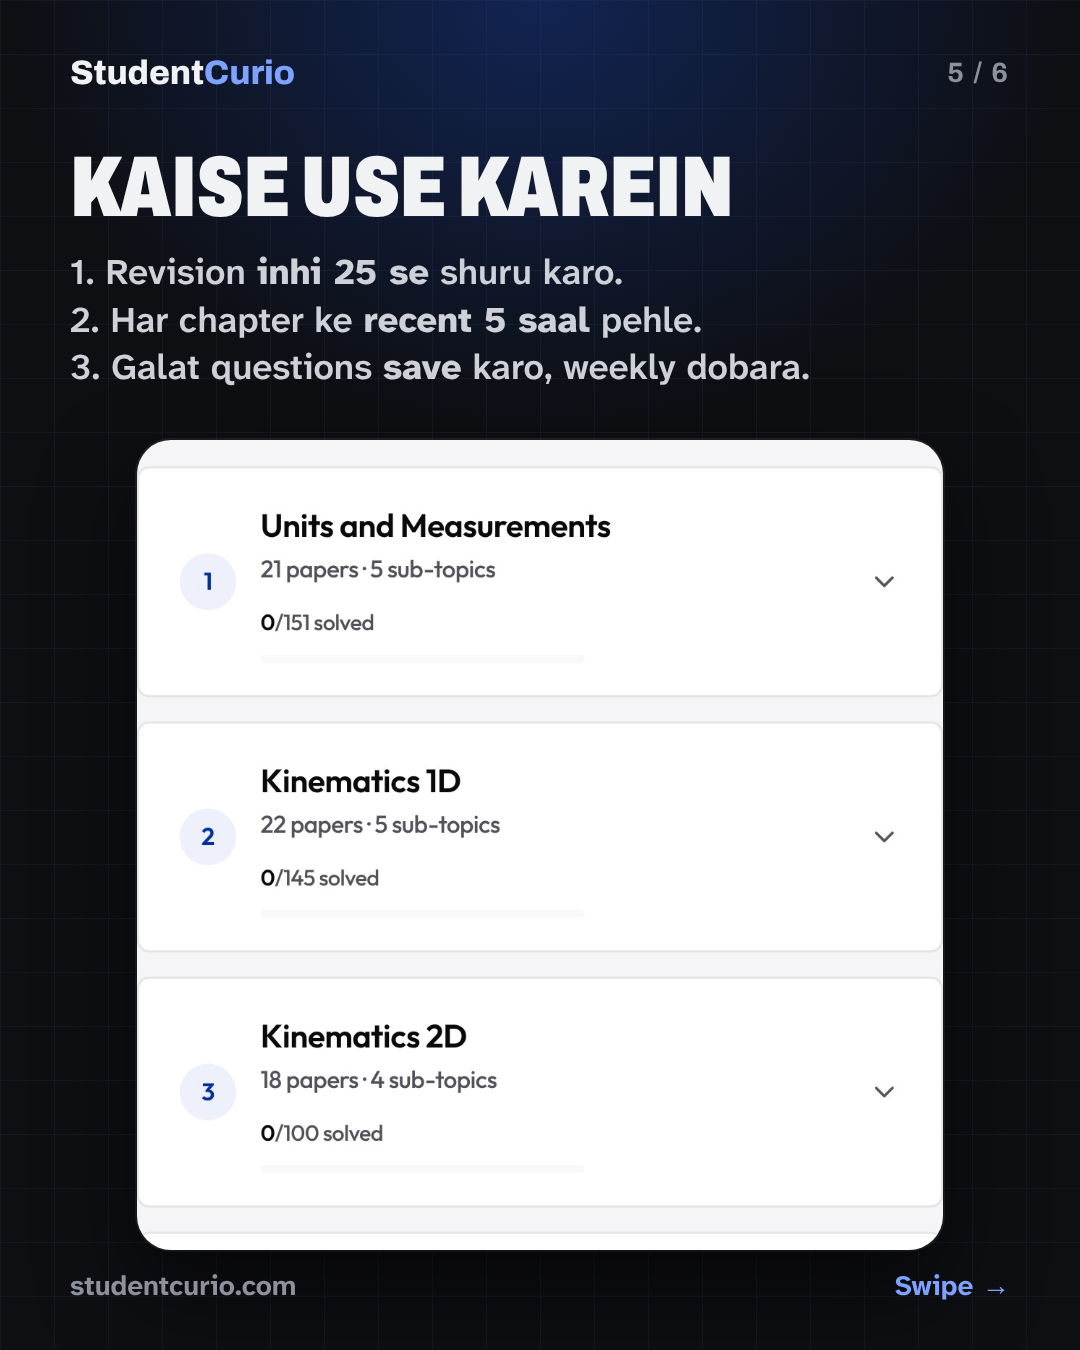 StudentCurio
5 / 6
KAISE USE KAREIN
1. Revision inhi 25 se shuru karo.
2. Har chapter ke recent 5 saal pehle.
3. Galat questions save karo, weekly dobara.
Units and Measurements
1
21 papers · 5 sub-topics
0/151 solved
Kinematics 1D
2
22 papers · 5 sub-topics
0/145 solved
Kinematics 2D
3
18 papers · 4 sub-topics
0/100 solved
studentcurio.com
Swipe →